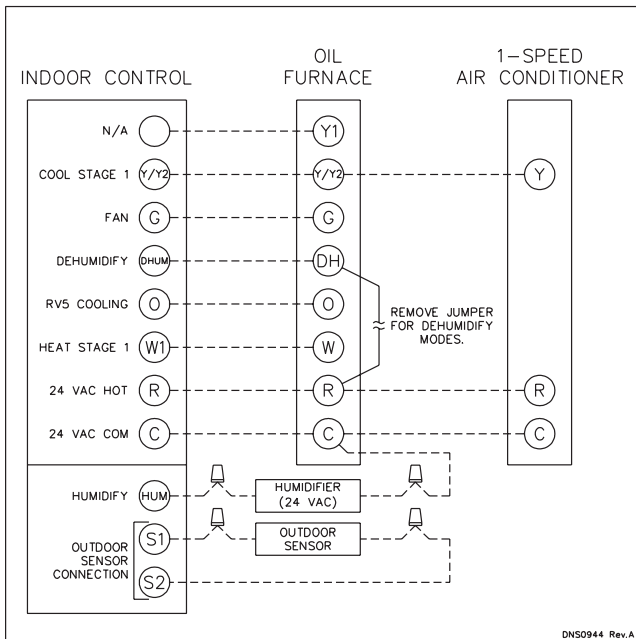 OIL
FURNACE
1-SPEED
AIR CONDITIONER
INDOOR CONTROL
N/A Y1
COOL STAGE 1 Y/Y2 Y/Y2 Y
FAN G G
DEHUMIDIFY DHUM DH
RVS COOLING O O
REMOVE JUMPER
FOR DEHUMIDIFY
MODES.
HEAT STAGE 1 W1 W
24 VAC HOT R R R
24 VAC COM C C C
HUMIDIFY HUM
HUMIDIFIER
(24 VAC)
S1
OUTDOOR
SENSOR
OUTDOOR
SENSOR
CONNECTION
S2
DNS0944 Rev.A